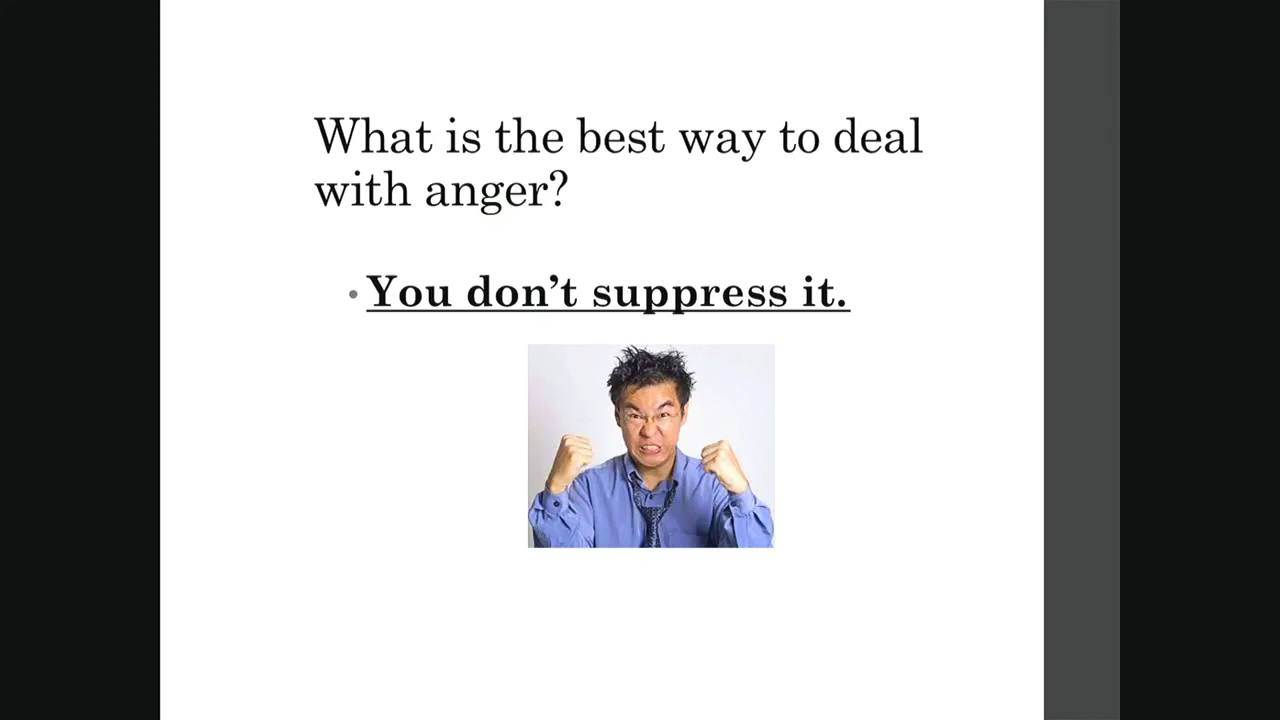 What is the best way to deal
with anger?
• You don’t suppress it.